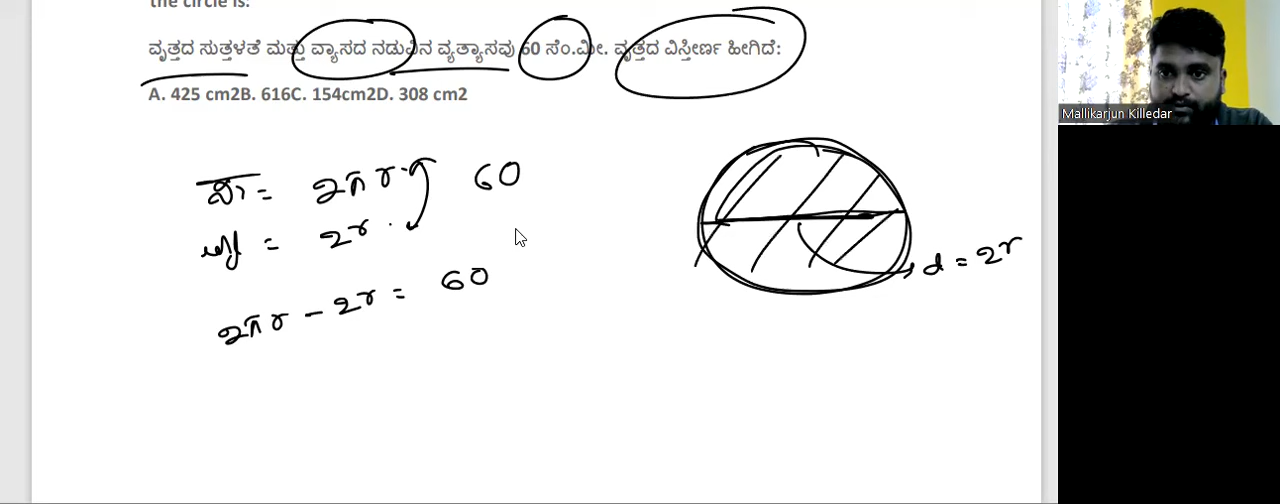 the circle is:
ವೃತ್ತದ ಸುತ್ತಳತೆ ಮತ್ತು ವ್ಯಾಸದ ನಡುವಿನ ವ್ಯತ್ಯಾಸವು 60 ಸೆಂ.ಮೀ. ವೃತ್ತದ ವಿಸ್ತೀರ್ಣ ಹೀಗಿದೆ:
A. 425 cm2B. 616C. 154cm2D. 308 cm2
= 2πr 60
= 2r
d = 2r
2πr - 2r = 60
Mallikarjun Killedar